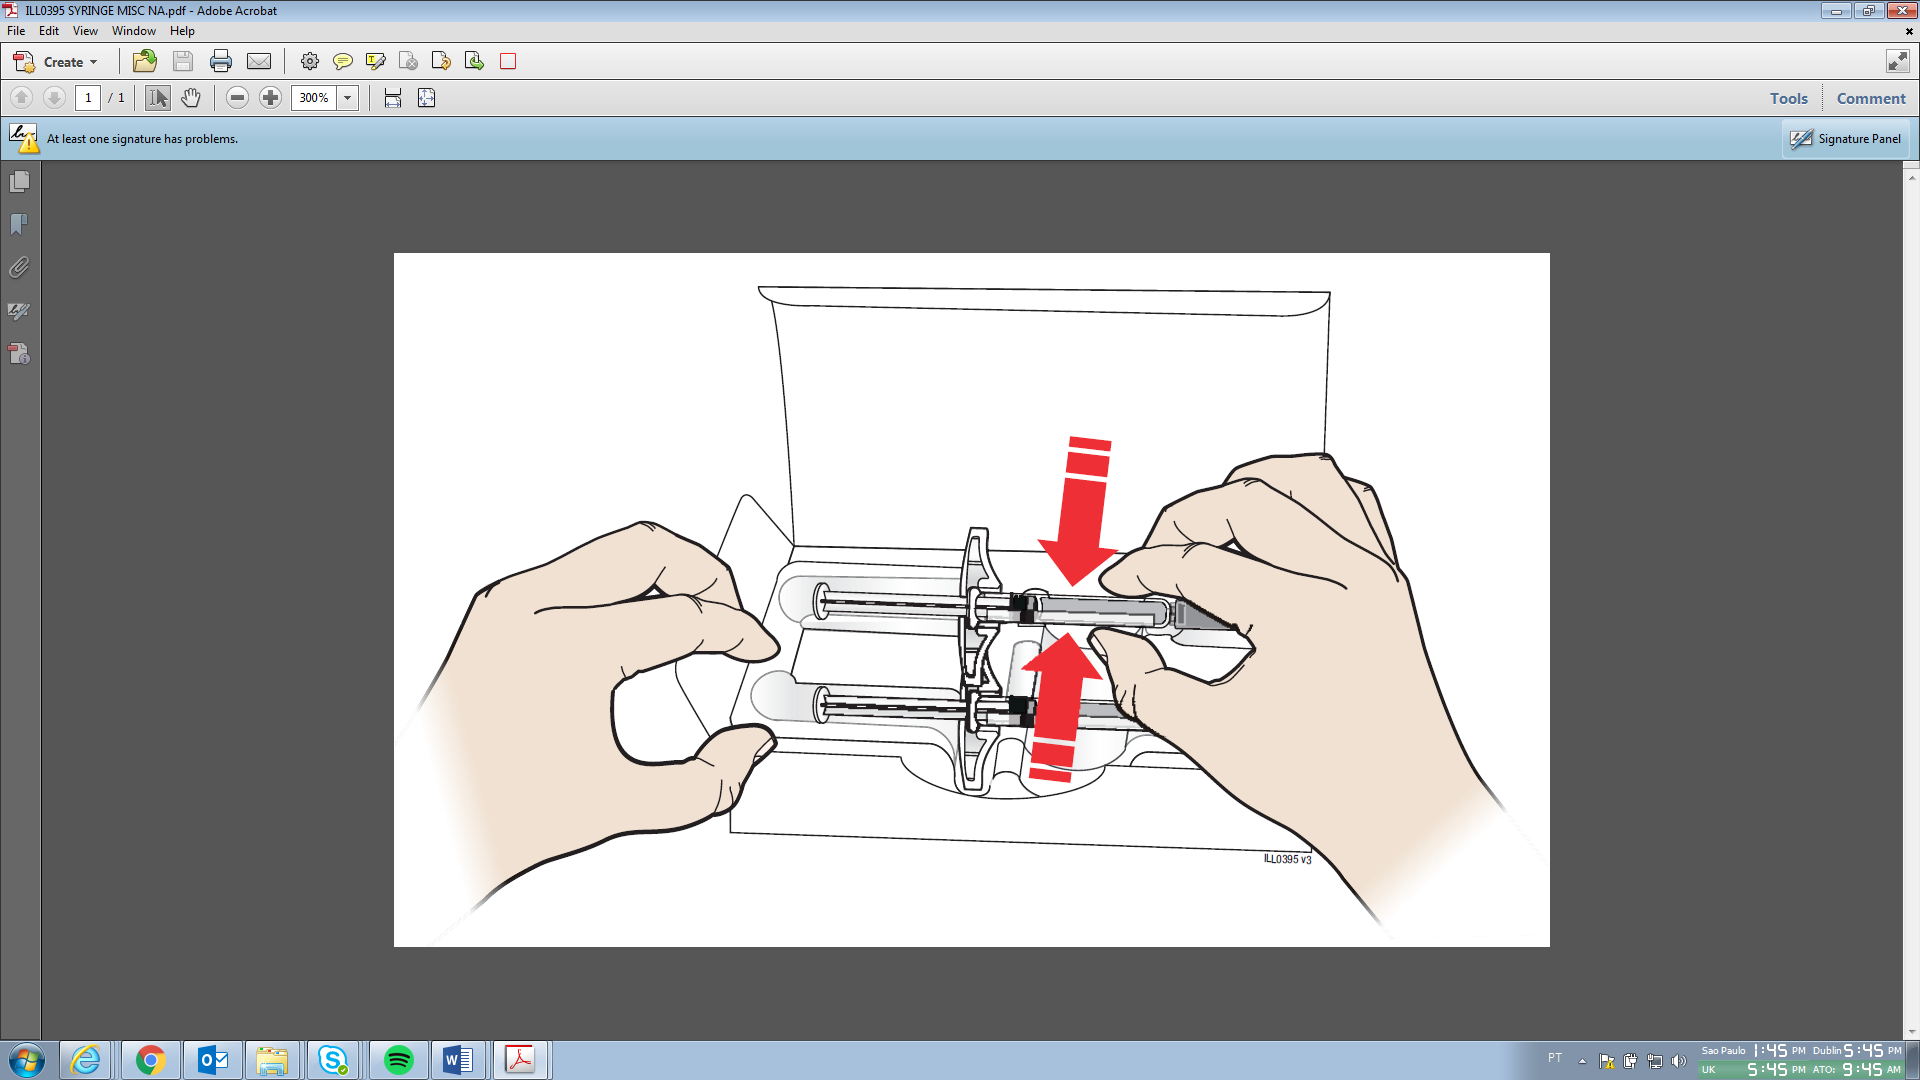 ILL0395 SYRINGE MISC NA.pdf - Adobe Acrobat
File Edit View Window Help
Create
1 / 1 300% Tools Comment
At least one signature has problems. Signature Panel
ILL0395 v3
PT
Sao Paulo 1:45 PM Dublin 5:45 PM
UK 5:45 PM ATO: 9:45 AM